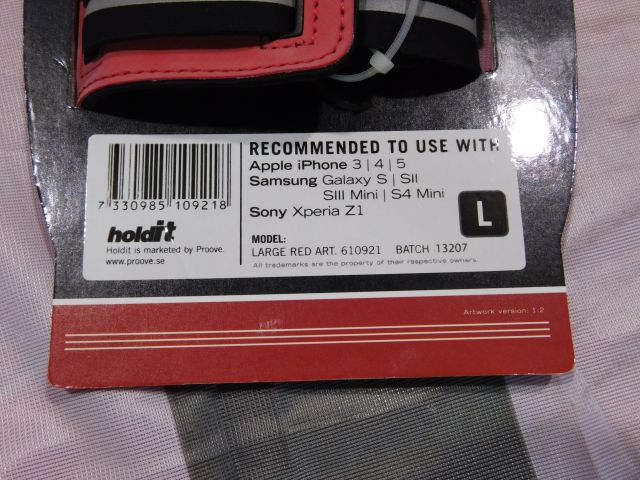 7 330985 109218
holdit
Holdit is marketed by Proove.
www.proove.se
RECOMMENDED TO USE WITH
Apple iPhone 3 | 4 | 5
Samsung Galaxy S | SII
SIII Mini | S4 Mini
Sony Xperia Z1
L
MODEL:
LARGE RED ART. 610921 BATCH 13207
All trademarks are the property of their respective owners.
Artwork version: 1.2